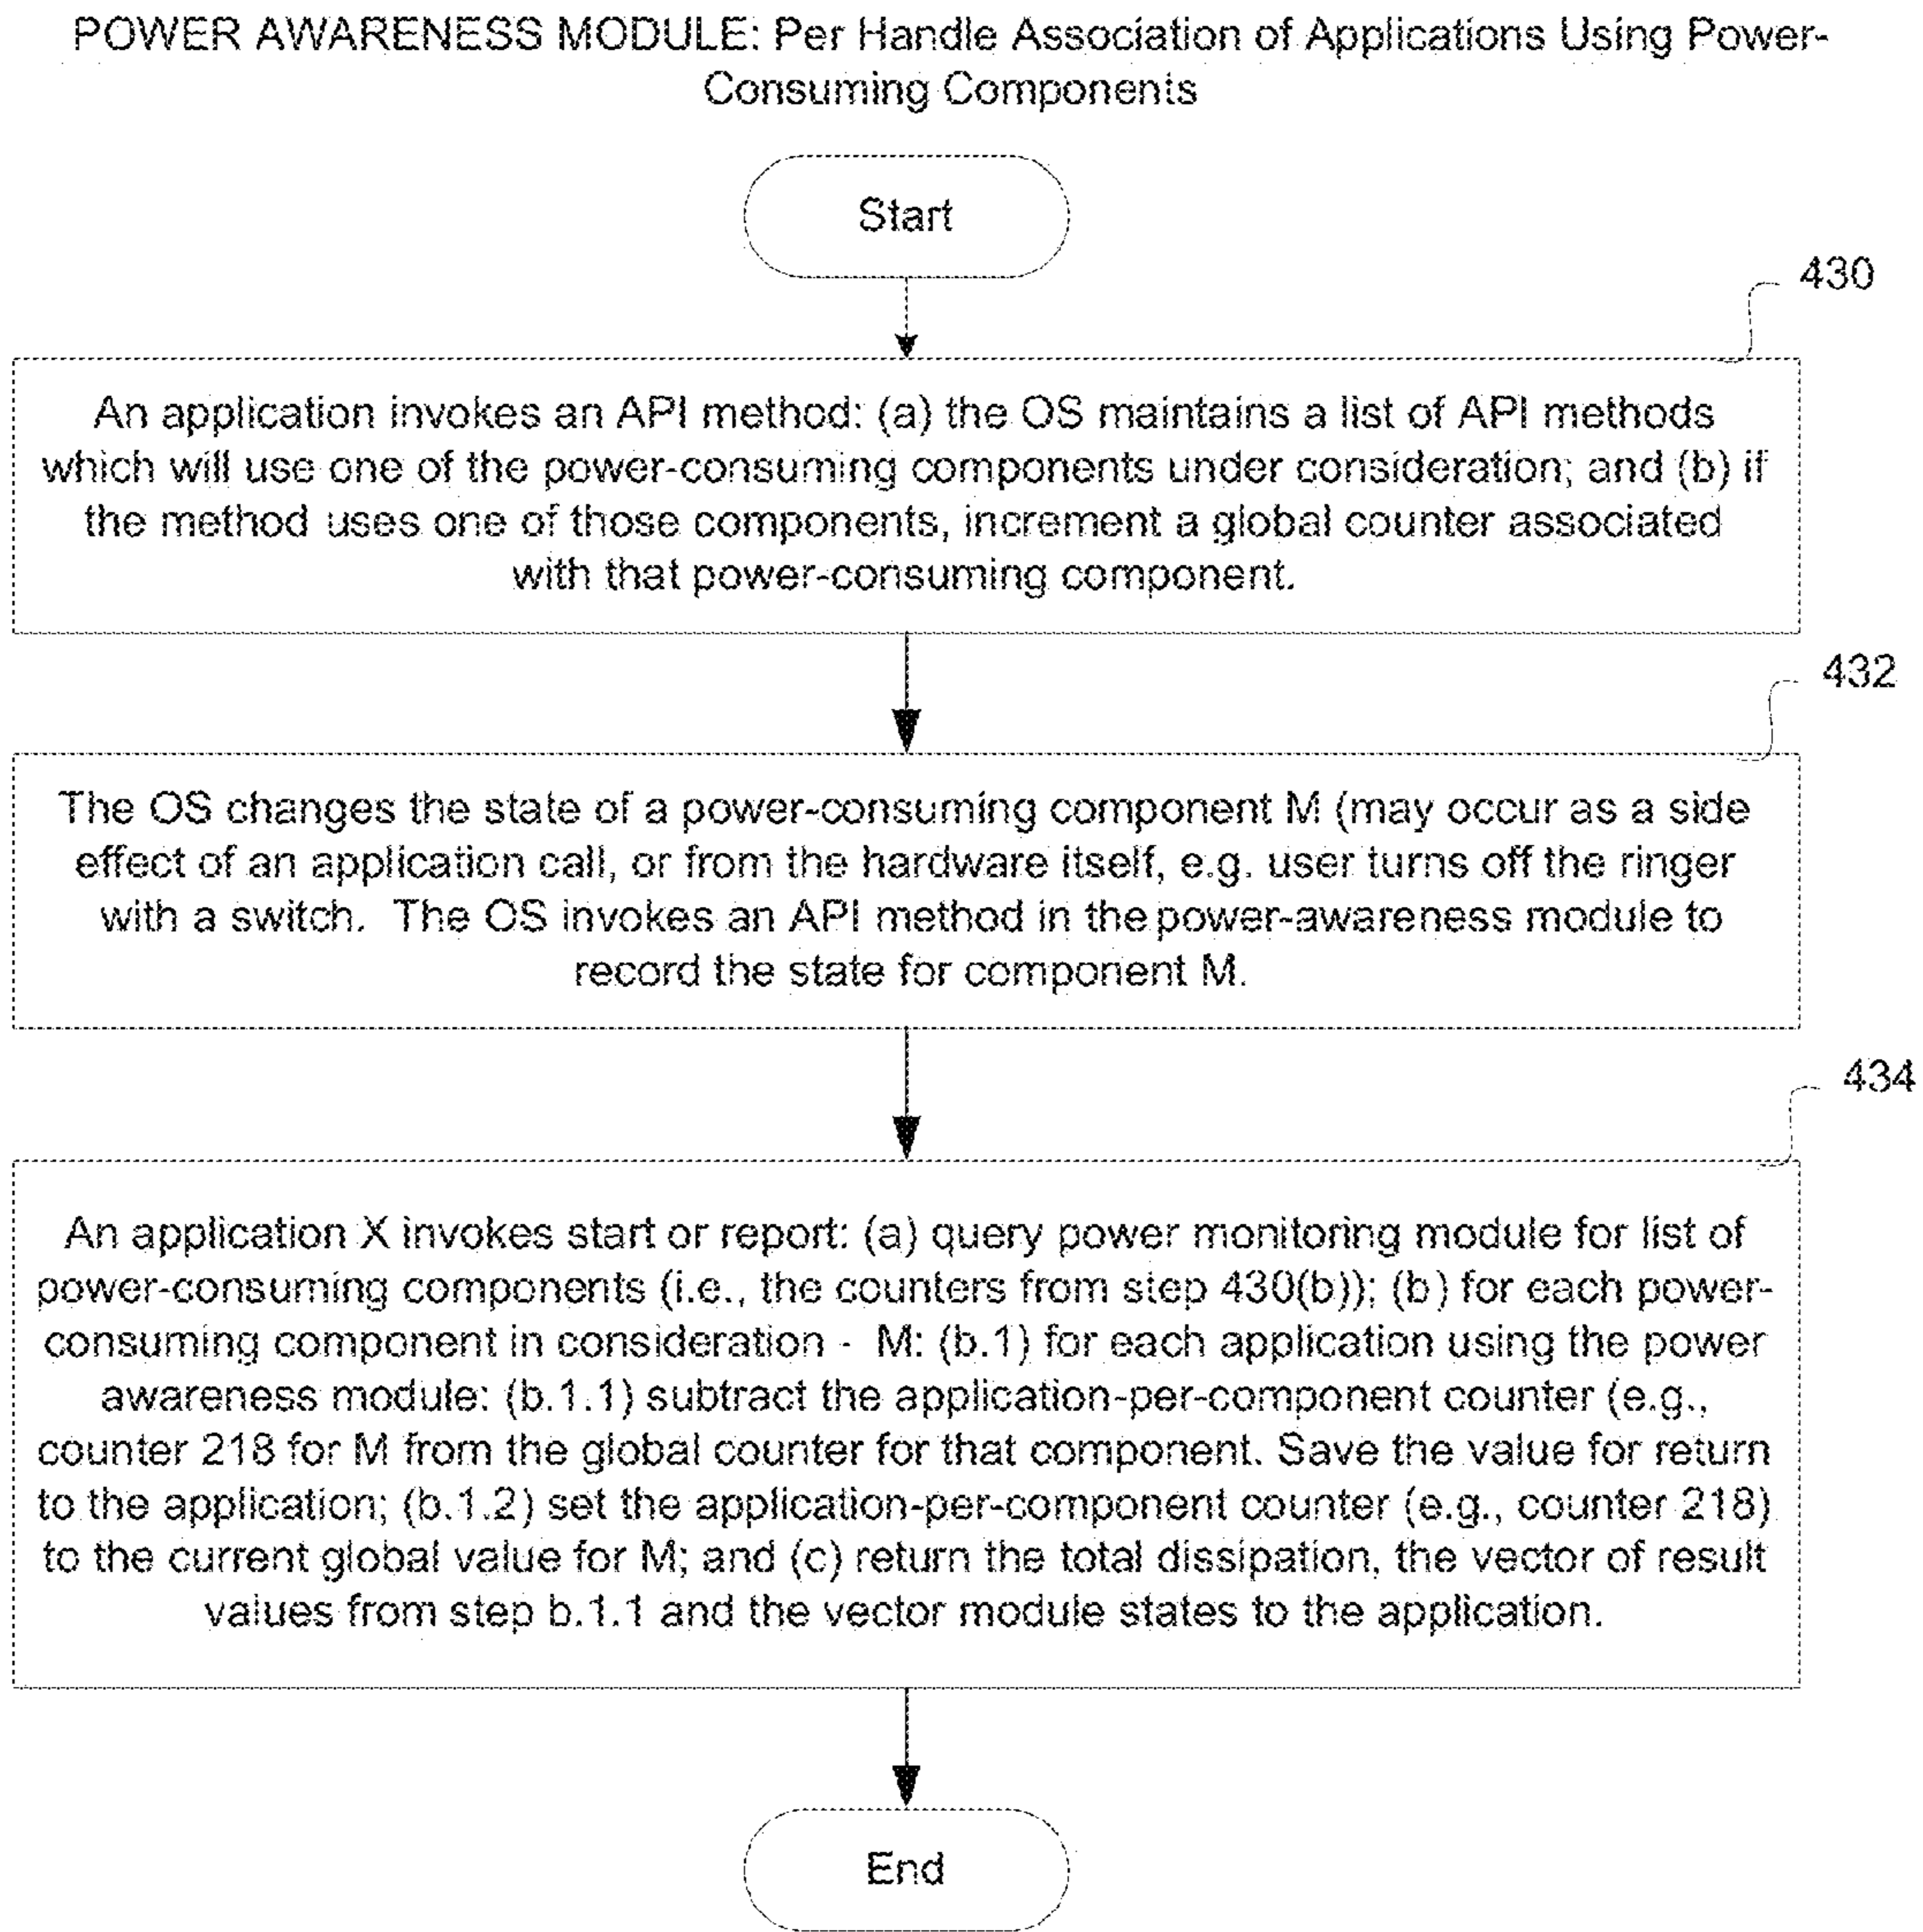 POWER AWARENESS MODULE: Per Handle Association of Applications Using Power-
Consuming Components
Start
430
An application invokes an API method: (a) the OS maintains a list of API methods
which will use one of the power-consuming components under consideration; and (b) if
the method uses one of those components, increment a global counter associated
with that power-consuming component.
432
The OS changes the state of a power-consuming component M (may occur as a side
effect of an application call, or from the hardware itself, e.g. user turns off the ringer
with a switch. The OS invokes an API method in the power-awareness module to
record the state for component M.
434
An application X invokes start or report: (a) query power monitoring module for list of
power-consuming components (i.e., the counters from step 430(b)); (b) for each power-
consuming component in consideration - M: (b.1) for each application using the power
awareness module: (b.1.1) subtract the application-per-component counter (e.g.,
counter 218 for M from the global counter for that component. Save the value for return
to the application; (b.1.2) set the application-per-component counter (e.g., counter 218)
to the current global value for M; and (c) return the total dissipation, the vector of result
values from step b.1.1 and the vector module states to the application.
End